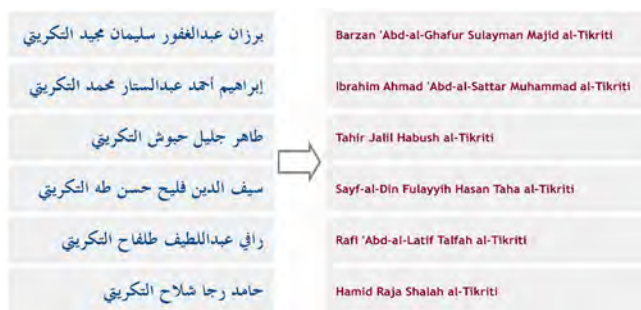 برزان عبدالغفور سليمان مجيد التكريتي
Barzan 'Abd-al-Ghafur Sulayman Majid al-Tikriti
إبراهيم أحمد عبدالستار محمد التكريتي
Ibrahim Ahmad 'Abd-al-Sattar Muhammad al-Tikriti
طاهر جليل حبوش التكريتي
Tahir Jalil Habush al-Tikriti
سيف الدين فليح حسن طه التكريتي
Sayf-al-Din Fulayyih Hasan Taha al-Tikriti
رافي عبداللطيف طلفاح التكريتي
Rafi 'Abd-al-Latif Talfah al-Tikriti
حامد رجا شلاح التكريتي
Hamid Raja Shalah al-Tikriti